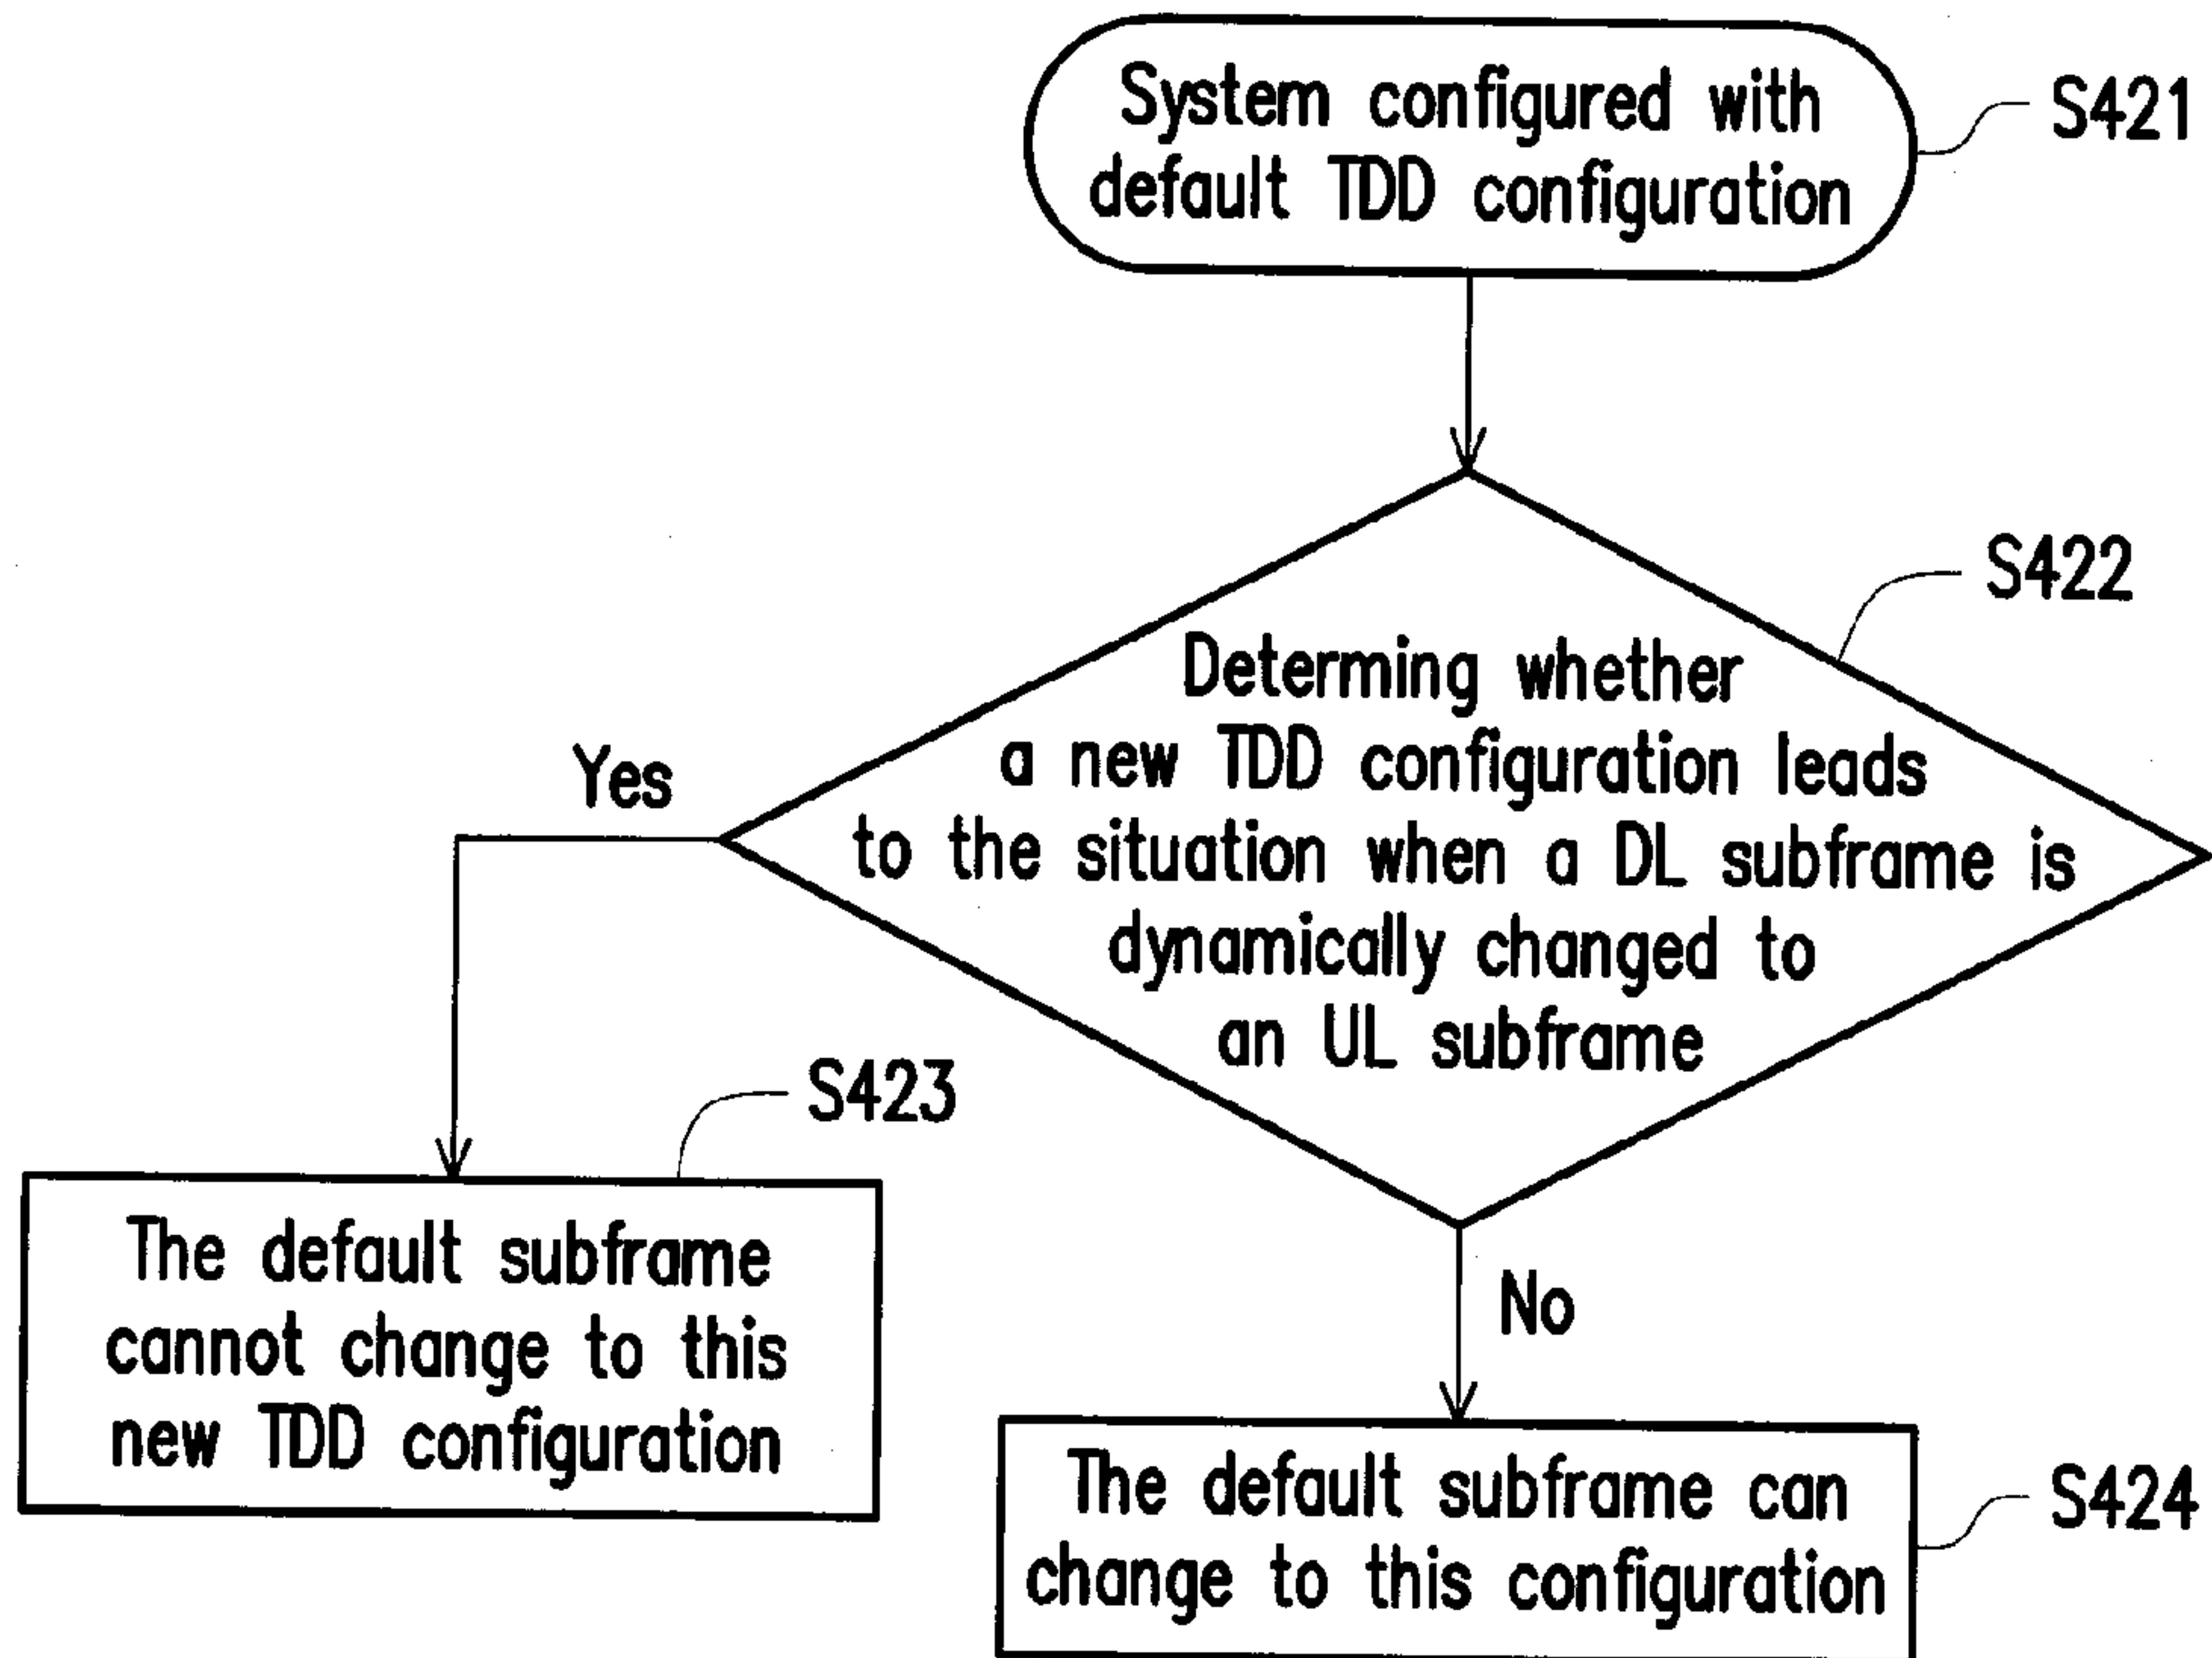 System configured with
default TDD configuration
S421
S422
Determing whether
a new TDD configuration leads
to the situation when a DL subframe is
dynamically changed to
an UL subframe
Yes
S423
The default subframe
cannot change to this
new TDD configuration
No
The default subframe can
change to this configuration
S424